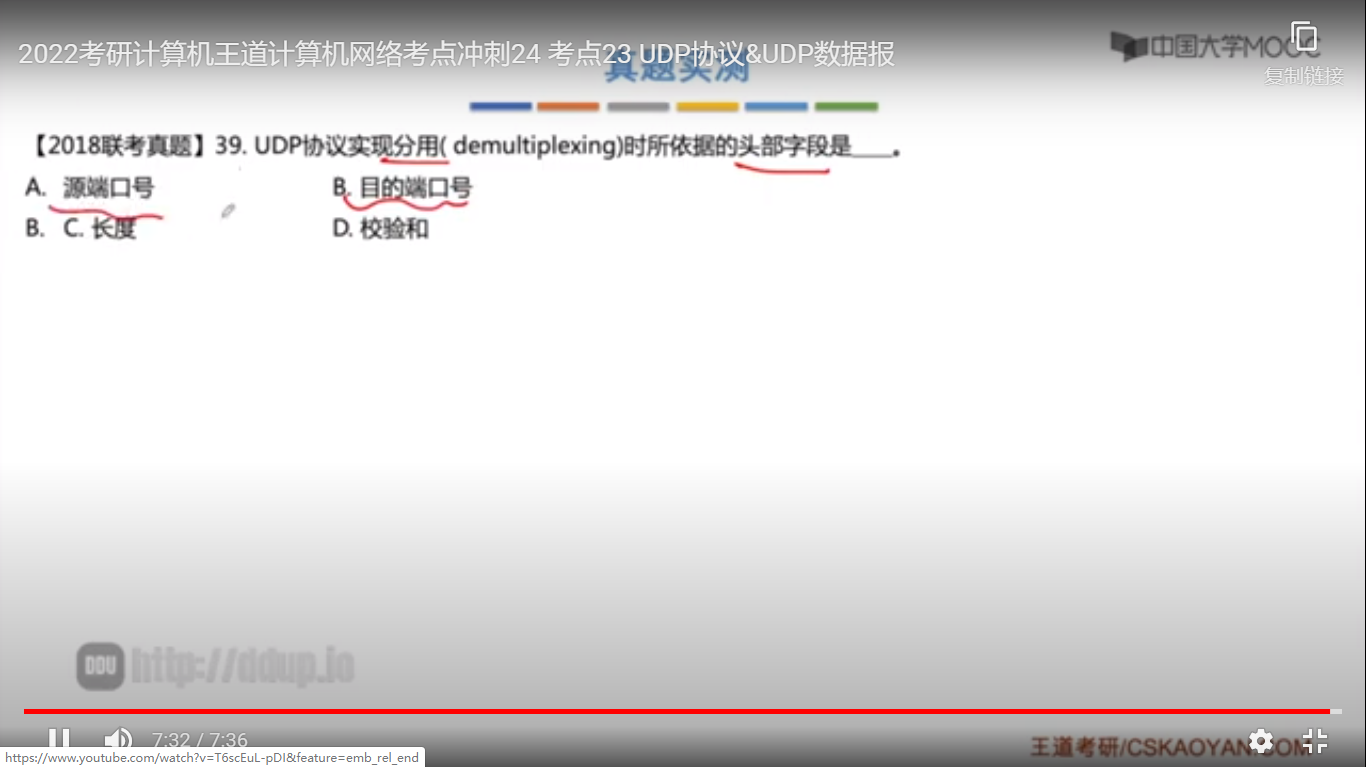 2022考研计算机王道计算机网络考点冲刺24 考点23 UDP协议&UDP数据报
真题实测
中国大学MOOC
复制链接
【2018联考真题】39. UDP协议实现分用( demultiplexing)时所依据的头部字段是____。
A. 源端口号 B. 目的端口号
B. C. 长度 D. 校验和
DDU http://ddup.io
7:32 / 7:36
王道考研/CSKAOYAN.COM
https://www.youtube.com/watch?v=T6scEuL-pDI&feature=emb_rel_end